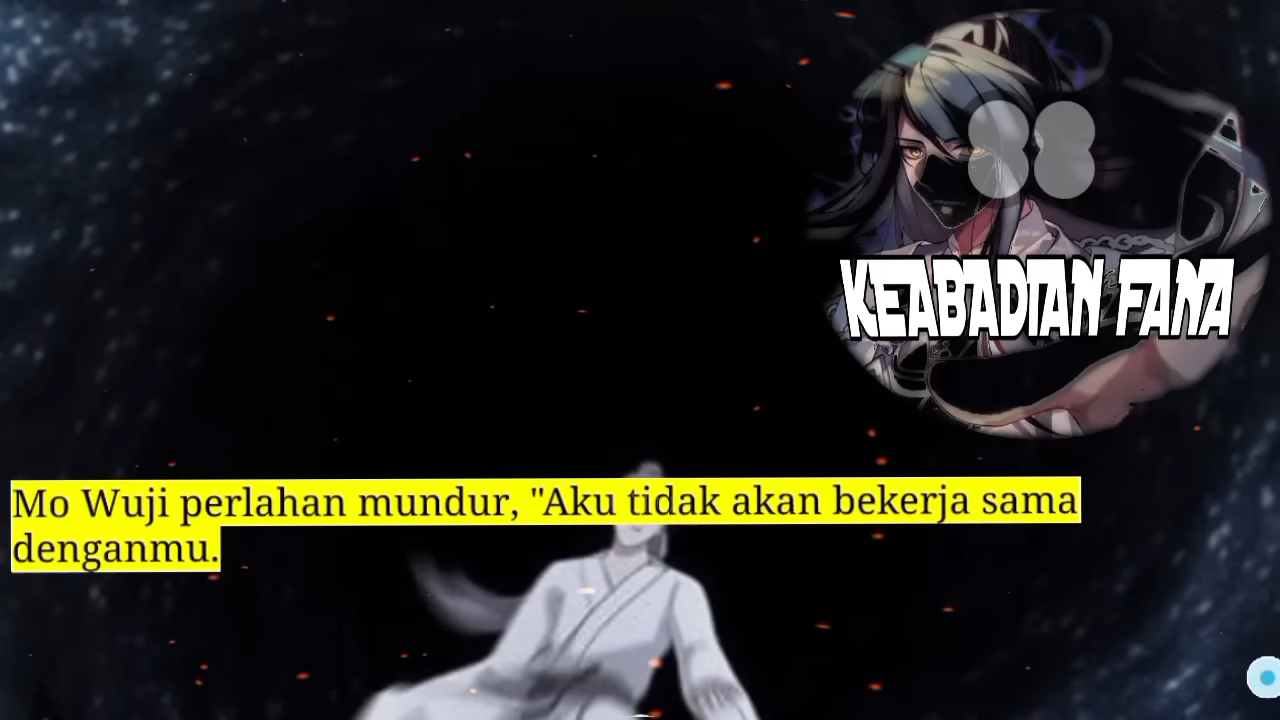 KEABADIAN FANA
Mo Wuji perlahan mundur, "Aku tidak akan bekerja sama
denganmu.